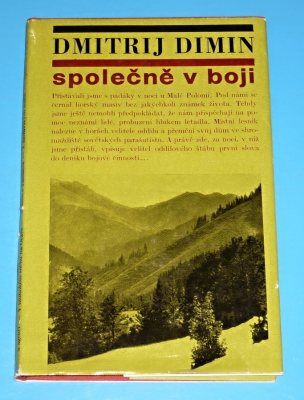 DMITRIJ DIMIN
společně v boji
Přistávali jsme s padáky v noci u Malé Polomi. Pod námi se
černal horský masív bez jakýchkoli známek života. Tehdy
jsme ještě nemohli předpokládat, že nám přispěchají na po-
moc neznámí lidé, probuzení hlukem letadla. Místní lesník
nalezne v horách velitele oddílu a přemění svůj dům ve shro-
maždiště sovětských parašutistů. A právě zde, za noci, v níž
jsme přistáli, vpisuje velitel oddílového štábu první slova
do deníku bojové činnosti...